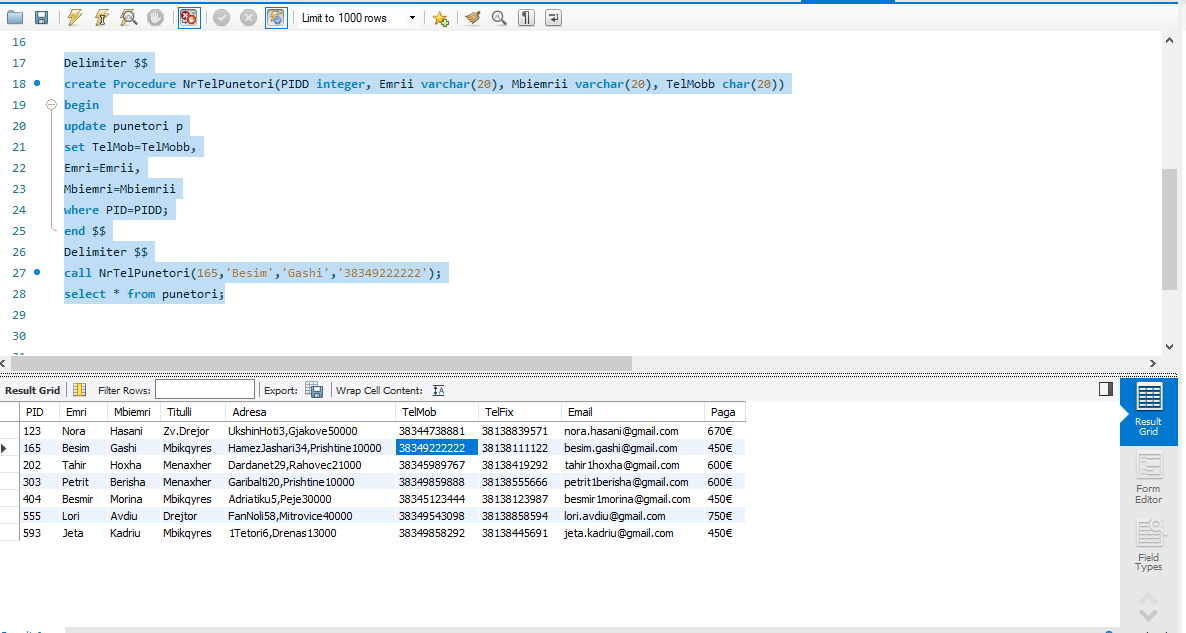 Limit to 1000 rows
16
17 Delimiter $$
18 create Procedure NrTelPunetori(PIDD integer, Emrii varchar(20), Mbiemrii varchar(20), TelMobb char(20))
19 begin
20 update punetori p
21 set TelMob=TelMobb,
22 Emri=Emrii,
23 Mbiemri=Mbiemrii
24 where PID=PIDD;
25 end $$
26 Delimiter $$
27 call NrTelPunetori(165,'Besim','Gashi','38349222222');
28 select * from punetori;
29
30
Result Grid Filter Rows: Export: Wrap Cell Content: IA
PID Emri Mbiemri Titulli Adresa TelMob TelFix Email Paga
123 Nora Hasani Zv.Drejor UkshinHoti3,Gjakove50000 38344738881 38138839571 nora.hasani@gmail.com 670€
165 Besim Gashi Mbikqyres HamezJashari34,Prishtine10000 38349222222 38138111122 besim.gashi@gmail.com 450€
202 Tahir Hoxha Menaxher Dardanet29,Rahovec21000 38345989767 38138419292 tahir1hoxha@gmail.com 600€
303 Petrit Berisha Menaxher Garibalti20,Prishtine10000 38349859888 38138555666 petrit1berisha@gmail.com 600€
404 Besmir Morina Mbikqyres Adriatiku5,Peje30000 38345123444 38138123987 besmir1morina@gmail.com 450€
555 Lori Avdiu Drejtor FanNoli58,Mitrovice40000 38349543098 38138858594 lori.avdiu@gmail.com 750€
593 Jeta Kadriu Mbikqyres 1Tetori6,Drenas13000 38349858292 38138445691 jeta.kadriu@gmail.com 450€
Result
Grid
Form
Editor
Field
Types